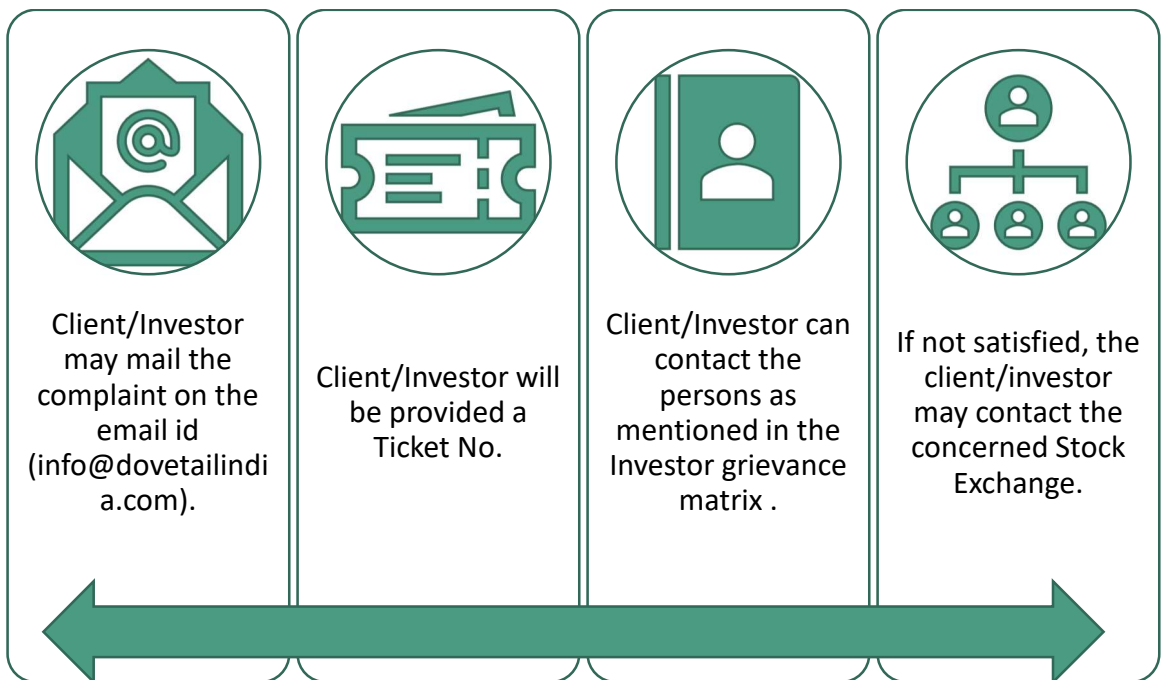 Client/Investor
may mail the
complaint on the
email id
(info@dovetailindi
a.com).
Client/Investor will
be provided a
Ticket No.
Client/Investor can
contact the
persons as
mentioned in the
Investor grievance
matrix .
If not satisfied, the
client/investor
may contact the
concerned Stock
Exchange.